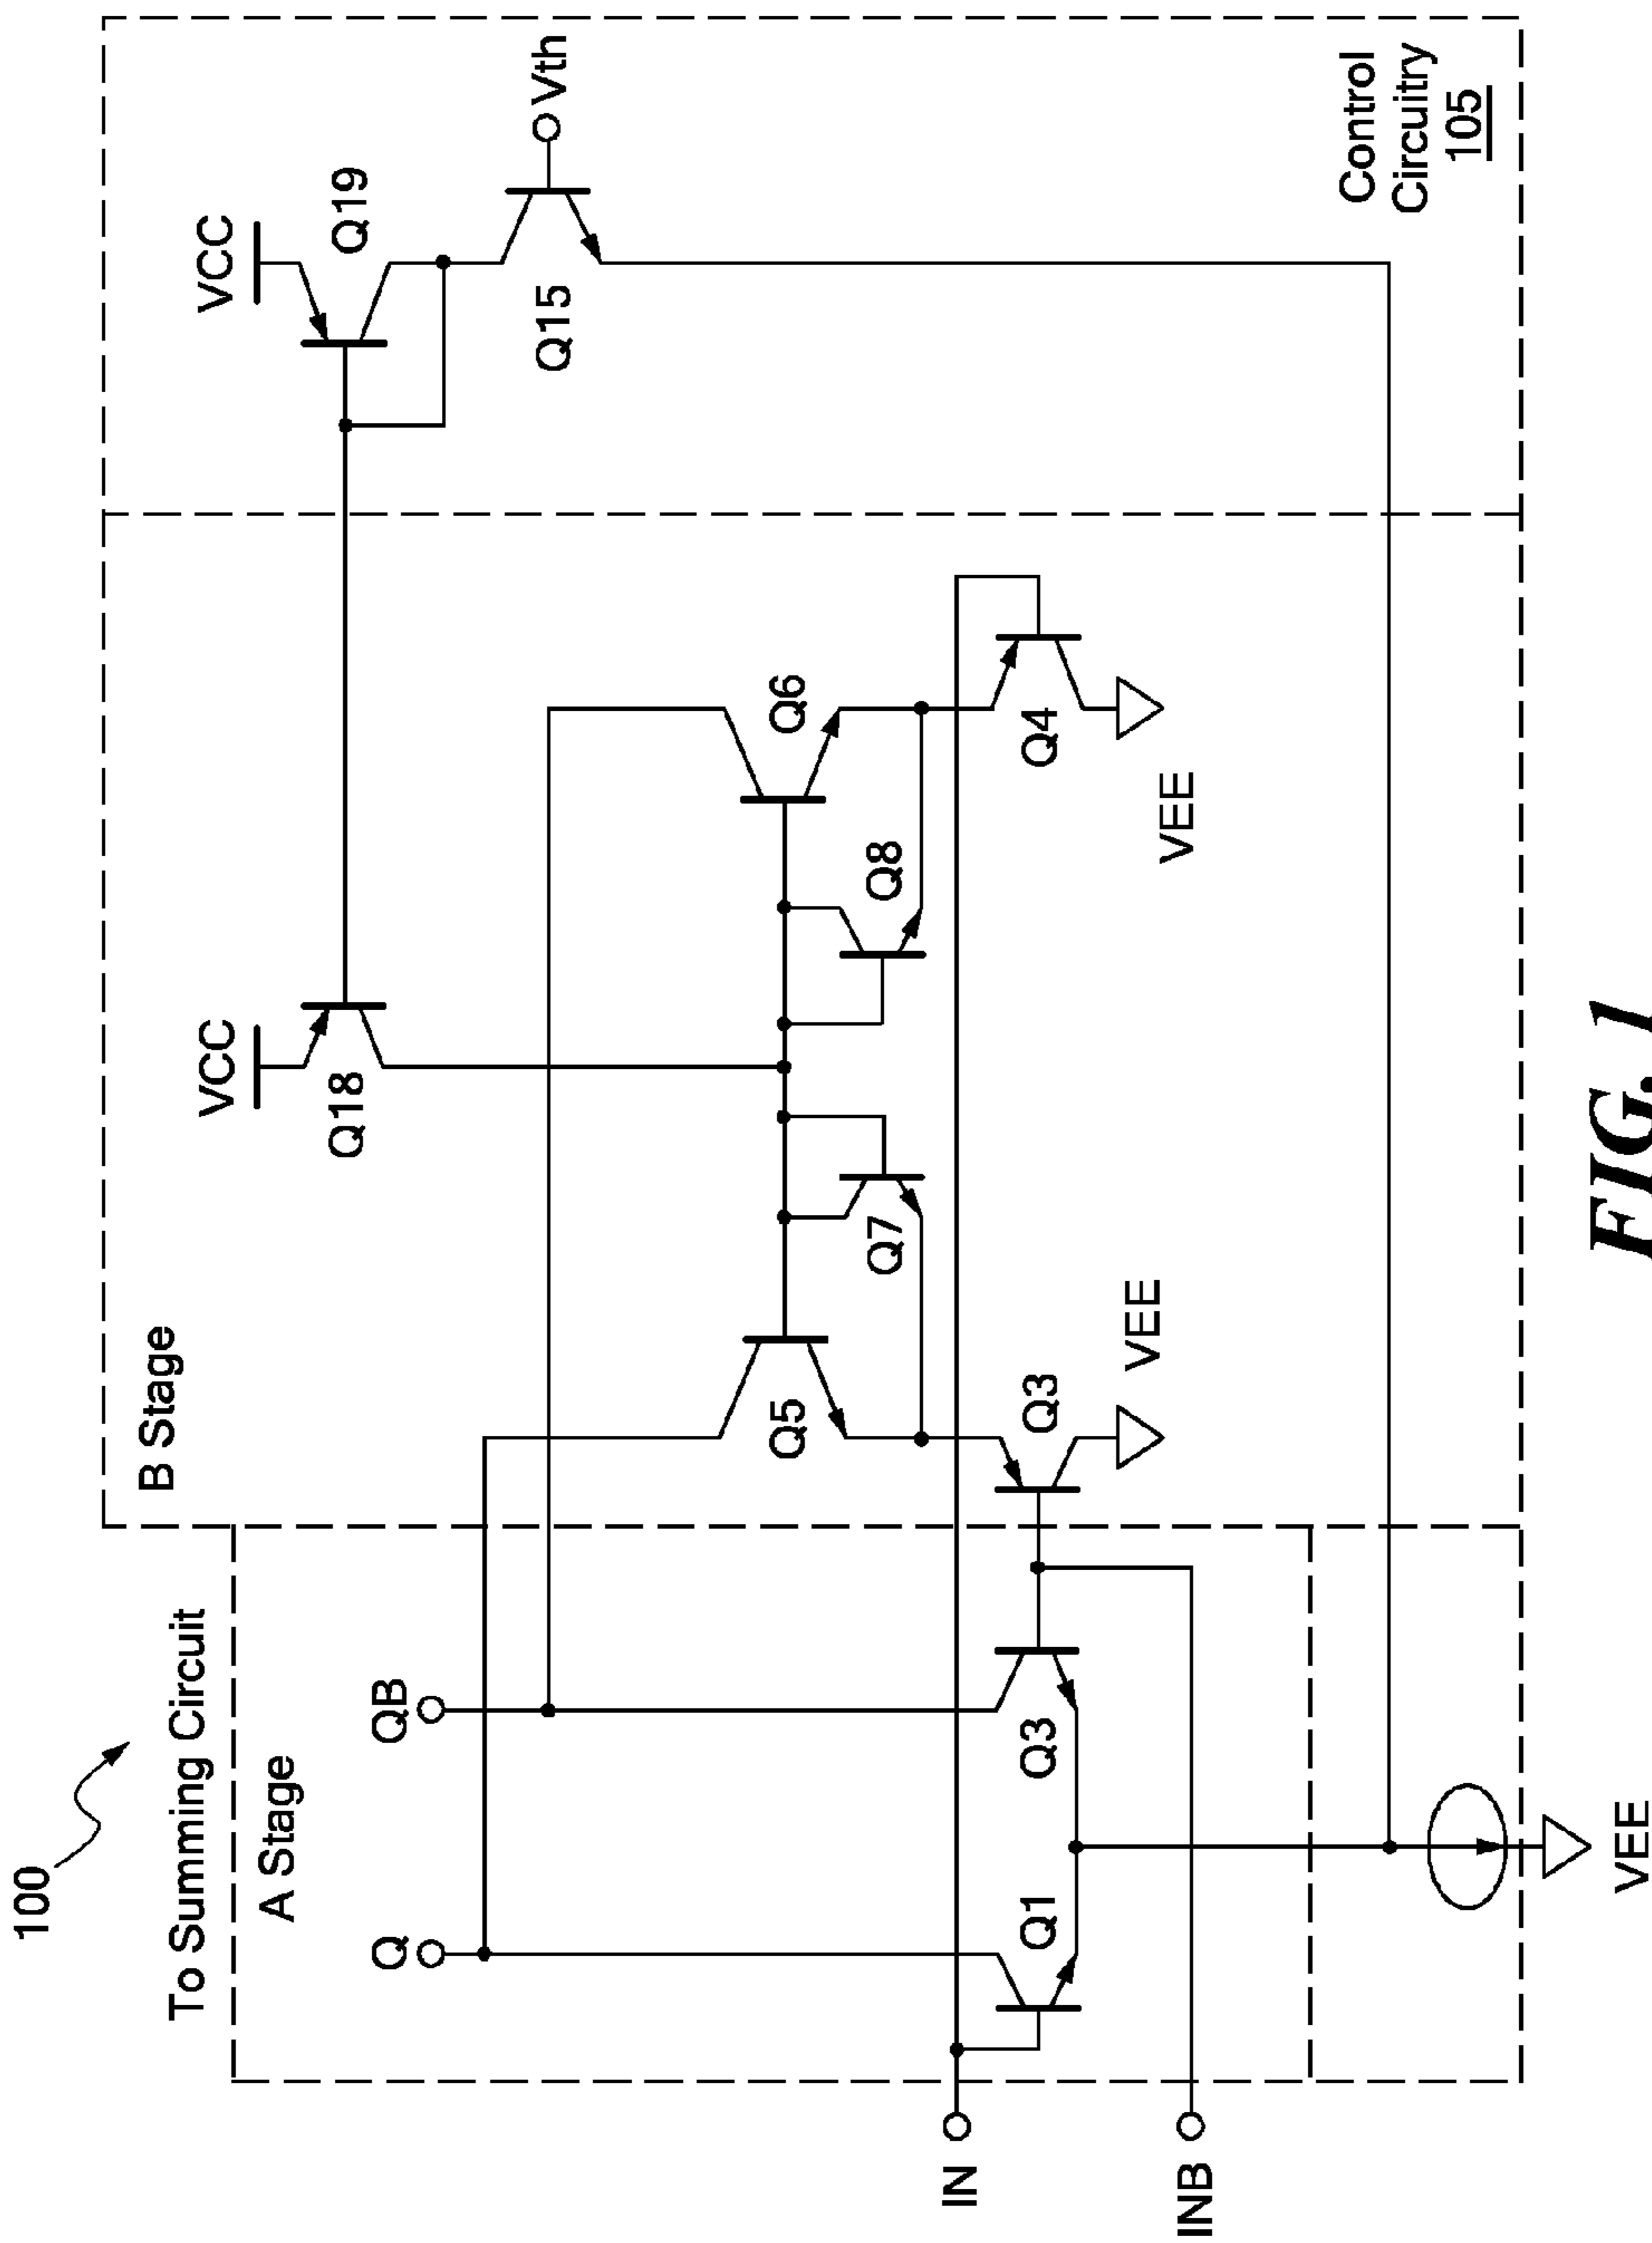 100
To Summing Circuit
A Stage
B Stage
VCC
VCC
Q
QB
Q18
Q19
Vth
Q15
Q5
Q6
Q7
Q8
IN
Q1
Q3
Q3
Q4
INB
VEE
VEE
Control
Circuitry
105
VEE
FIG. 1